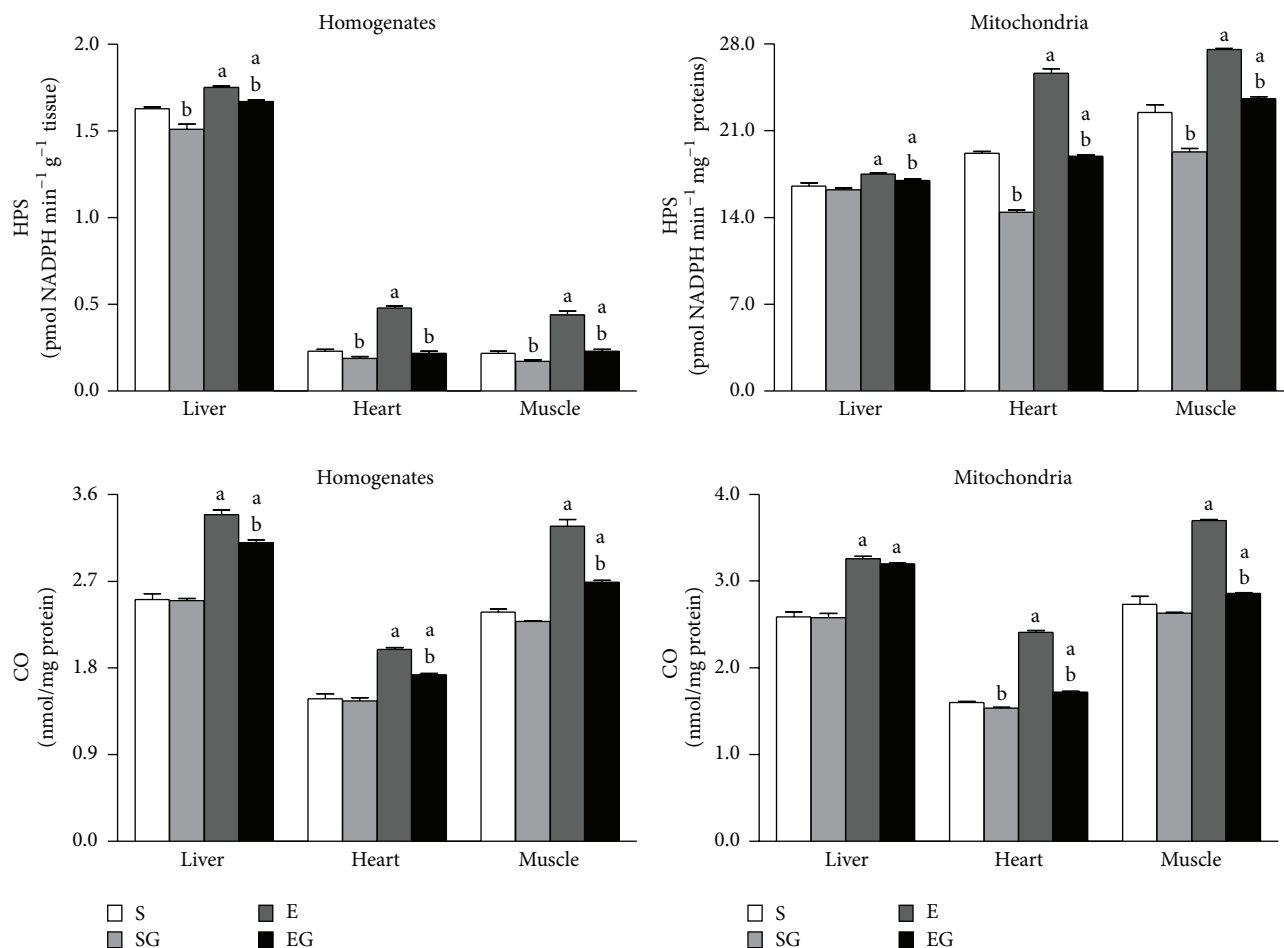 Homogenates
2.0
1.5
1.0
0.5
0.0
HPS
(pmol NADPH min−1 g−1 tissue)
b
a
a
b
b
a
b
b
a
a
b
Liver Heart Muscle
Mitochondria
28.0
21.0
14.0
7.0
0.0
HPS
(pmol NADPH min−1 mg−1 proteins)
a
a
b
b
a
a
b
b
a
a
b
Liver Heart Muscle
Homogenates
3.6
2.7
1.8
0.9
0.0
CO
(nmol/mg protein)
a
a
b
a
a
b
a
a
b
Liver Heart Muscle
S E
SG EG
Mitochondria
4.0
3.0
2.0
1.0
0.0
CO
(nmol/mg protein)
a a
b
a
a
b
a
a
b
Liver Heart Muscle
S E
SG EG